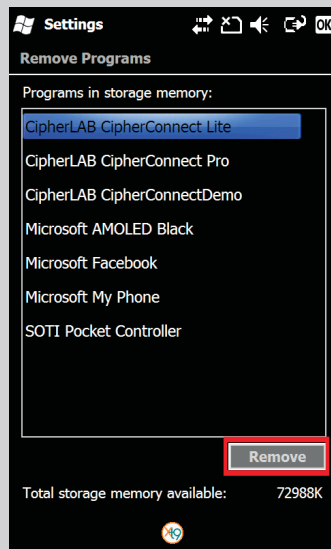 Settings
OK
Remove Programs
Programs in storage memory:
CipherLAB CipherConnect Lite
CipherLAB CipherConnect Pro
CipherLAB CipherConnectDemo
Microsoft AMOLED Black
Microsoft Facebook
Microsoft My Phone
SOTI Pocket Controller
Remove
Total storage memory available: 72988K